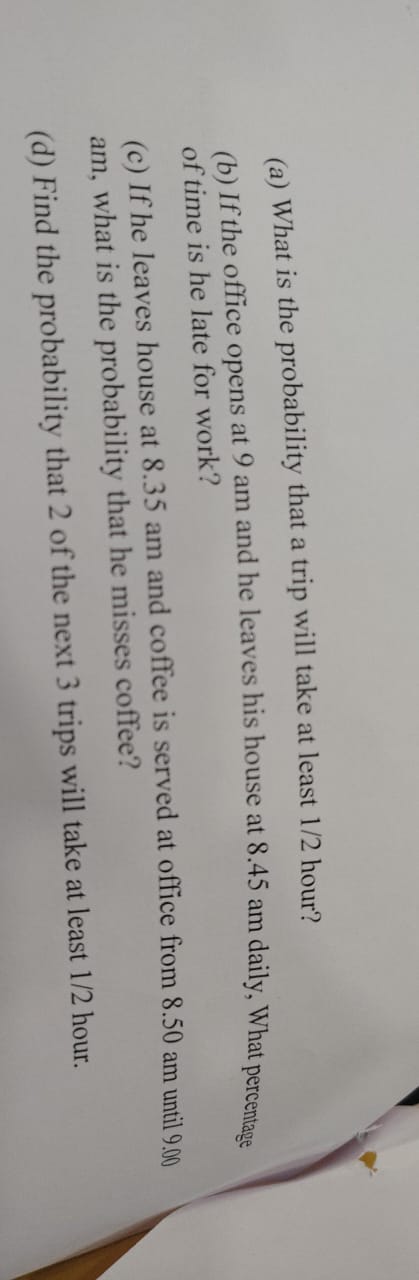 (a) What is the probability that a trip will take at least 1/2 hour?
(b) If the office opens at 9 am and he leaves his house at 8.45 am daily, What percentage
of time is he late for work?
(c) If he leaves house at 8.35 am and coffee is served at office from 8.50 am until 9.00
am, what is the probability that he misses coffee?
(d) Find the probability that 2 of the next 3 trips will take at least 1/2 hour.